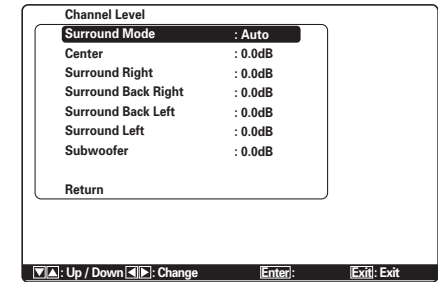 Channel Level
Surround Mode : Auto
Center : 0.0dB
Surround Right : 0.0dB
Surround Back Right : 0.0dB
Surround Back Left : 0.0dB
Surround Left : 0.0dB
Subwoofer : 0.0dB
Return
▼▲: Up / Down ◀▶: Change Enter: Exit: Exit